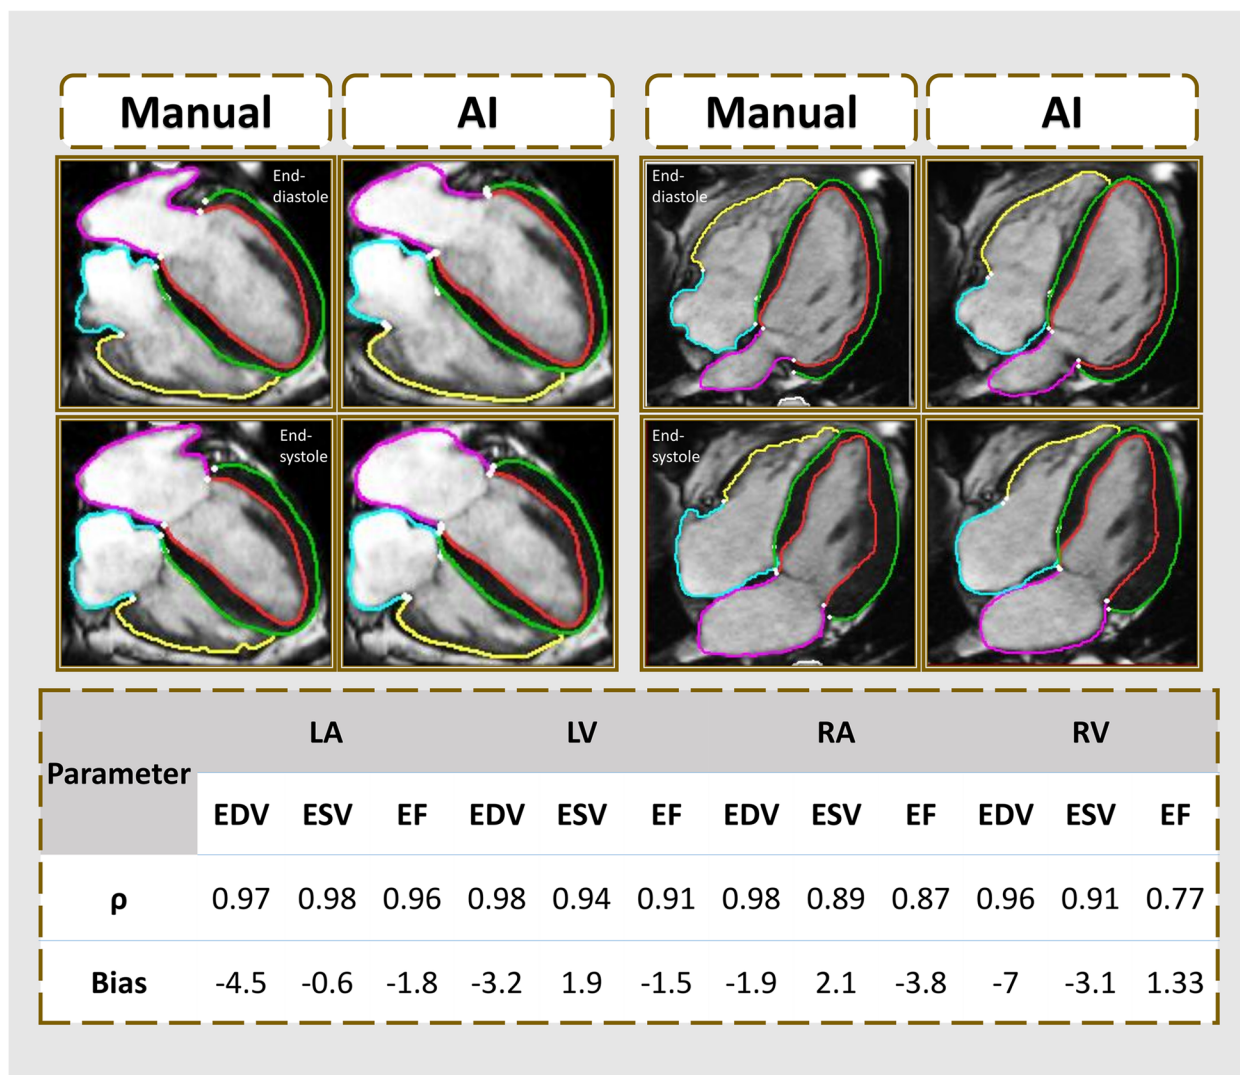 Manual AI Manual AI
End-
diastole
End-
diastole
End-
systole
End-
systole
Parameter
LA LV RA RV
EDV ESV EF EDV ESV EF EDV ESV EF EDV ESV EF
ρ 0.97 0.98 0.96 0.98 0.94 0.91 0.98 0.89 0.87 0.96 0.91 0.77
Bias -4.5 -0.6 -1.8 -3.2 1.9 -1.5 -1.9 2.1 -3.8 -7 -3.1 1.33